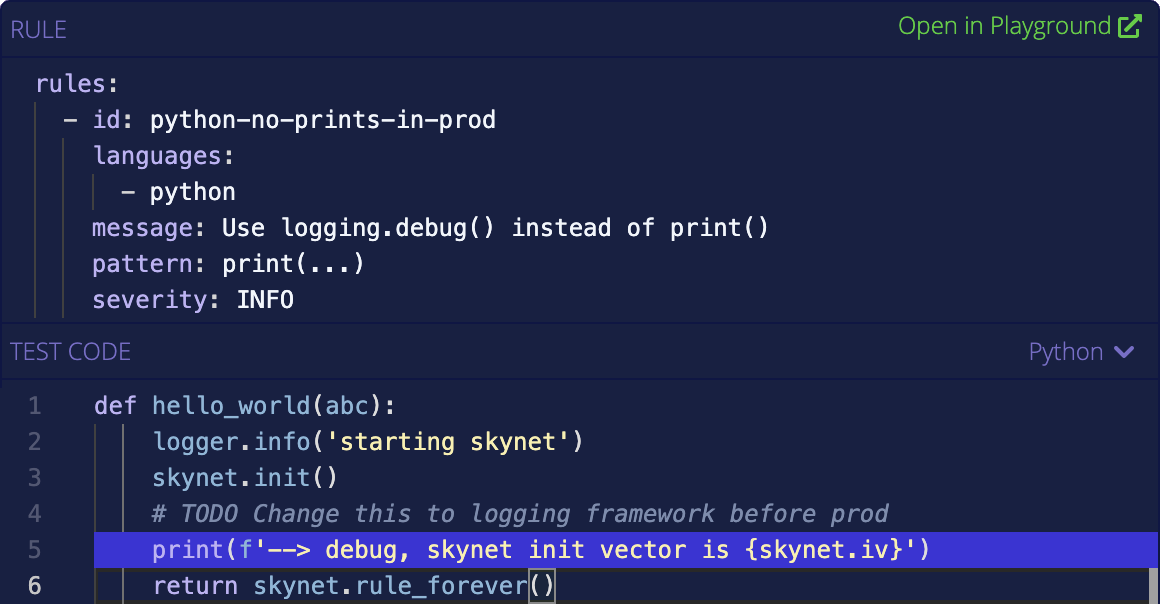 RULE
Open in Playground
rules:
- id: python-no-prints-in-prod
languages:
- python
message: Use logging.debug() instead of print()
pattern: print(...)
severity: INFO
TEST CODE
Python
1 def hello_world(abc):
2 logger.info('starting skynet')
3 skynet.init()
4 # TODO Change this to logging framework before prod
5 print(f'--> debug, skynet init vector is {skynet.iv}')
6 return skynet.rule_forever()